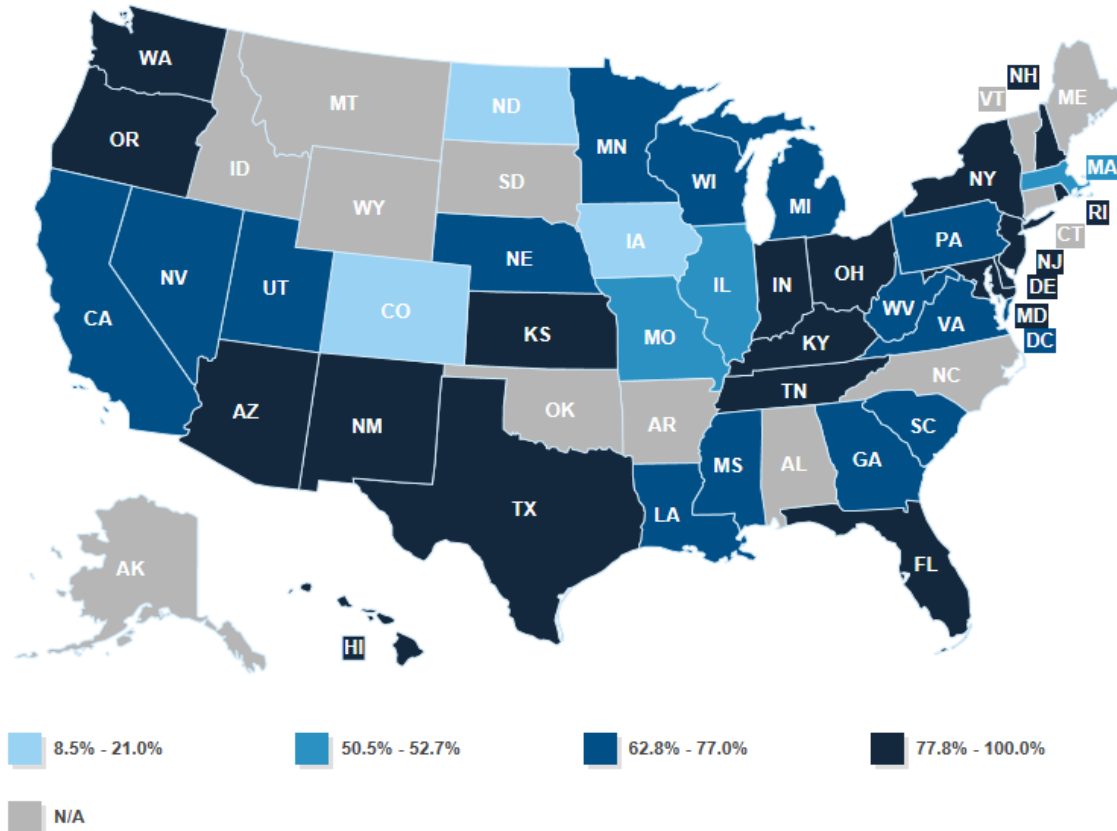 WA
NH
VT
ME
MT
ND
OR
MN
ID
SD
WI
NY
MA
WY
MI
RI
CT
IA
PA
NE
NJ
NV
UT
IL
IN
OH
DE
CA
CO
WV
MD
VA
DC
KS
MO
KY
NC
TN
AZ
NM
OK
AR
SC
MS
AL
GA
TX
LA
AK
FL
HI
8.5% - 21.0%
50.5% - 52.7%
62.8% - 77.0%
77.8% - 100.0%
N/A